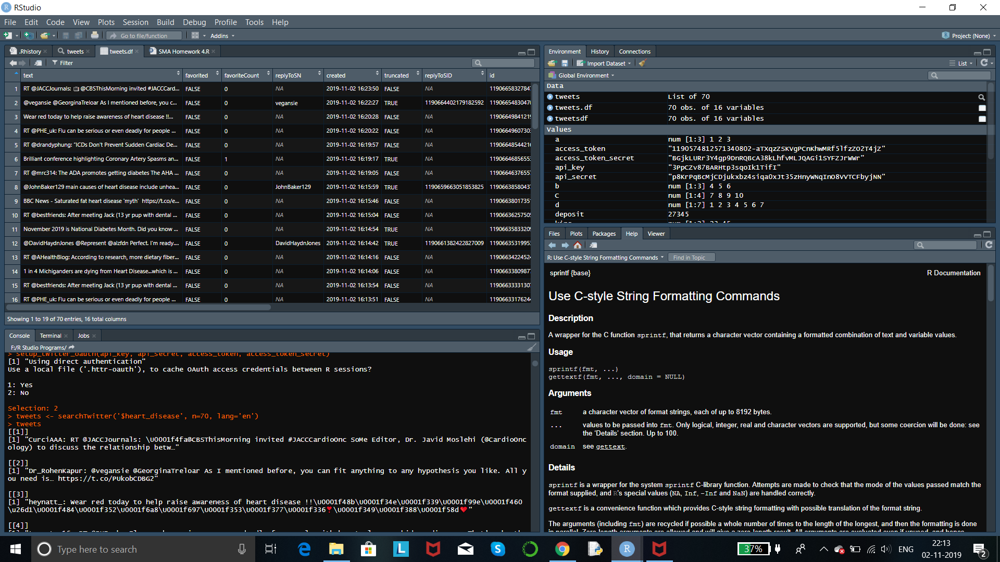 RStudio
File Edit Code View Plots Session Build Debug Profile Tools Help
Go to file/function Addins Project: (None)
.Rhistory tweets tweets.df SMA Homework 4.R
Filter
text favorited favoriteCount replyToSN created truncated replyToSID id
1 RT @JACCJournals: 📺 @CBSThisMorning invited #JACCCard... FALSE 0 NA 2019-11-02 16:23:50 FALSE NA 1190665832784
2 @vegansie @GeorginaTreloar As I mentioned before, you c... FALSE 0 vegansie 2019-11-02 16:22:27 TRUE 1190664402179182592 119066548304
3 Wear red today to help raise awareness of heart disease !!... FALSE 0 NA 2019-11-02 16:20:28 FALSE NA 119066498412
4 RT @PHE_uk: Flu can be serious or even deadly for people ... FALSE 0 NA 2019-11-02 16:20:22 FALSE NA 119066496073
5 RT @drandyphung: "ICDs Don't Prevent Sudden Cardiac De... FALSE 0 NA 2019-11-02 16:19:57 FALSE NA 119066485442
6 Brilliant conference highlighting Coronary Artery Spasms an... FALSE 1 NA 2019-11-02 16:19:17 TRUE NA 119066468655
7 RT @mrc314: The ADA promotes getting diabetes The AHA ... FALSE 0 NA 2019-11-02 16:19:05 FALSE NA 119066463765
8 @JohnBaker129 main causes of heart disease include unhea... FALSE 0 JohnBaker129 2019-11-02 16:15:59 TRUE 1190659663051853825 119066385804
9 BBC News - Saturated fat heart disease 'myth' https://t.co/e... FALSE 0 NA 2019-11-02 16:15:46 FALSE NA 119066380173
10 RT @bestfriends: After meeting Jack (13 yr pup with dental ... FALSE 0 NA 2019-11-02 16:15:04 FALSE NA 119066362575
11 November 2019 is National Diabetes Month. Did you know ... FALSE 0 NA 2019-11-02 16:14:54 TRUE NA 119066358332
12 @DavidHaydnJones @Represent @alzfdn Perfect. I'm ready.... FALSE 0 DavidHaydnJones 2019-11-02 16:14:42 TRUE 1190661382422827009 119066353199
13 RT @AHealthBlog: According to research, more dietary fiber... FALSE 0 NA 2019-11-02 16:14:16 FALSE NA 119066342245
14 1 in 4 Michiganders are dying from Heart Disease...which is ... FALSE 0 NA 2019-11-02 16:14:06 FALSE NA 119066338098
15 RT @bestfriends: After meeting Jack (13 yr pup with dental ... FALSE 0 NA 2019-11-02 16:13:54 FALSE NA 119066333313
16 RT @PHE_uk: Flu can be serious or even deadly for people ... FALSE 0 NA 2019-11-02 16:13:51 FALSE NA 119066331762
Showing 1 to 19 of 70 entries, 16 total columns
Console Terminal Jobs
F:/R Studio Programs/
> setup_twitter_oauth(api_key, api_secret, access_token, access_token_secret)
[1] "Using direct authentication"
Use a local file ('.httr-oauth'), to cache OAuth access credentials between R sessions?
1: Yes
2: No
Selection: 2
> tweets <- searchTwitter('$heart_disease', n=70, lang='en')
> tweets
[[1]]
[1] "CurciAAA: RT @JACCJournals: \U0001f4fa@CBSThisMorning invited #JACCCardioOnc SoMe Editor, Dr. Javid Moslehi (@CardioOnc
ology) to discuss the relationship betw…"
[[2]]
[1] "Dr_RohenKapur: @vegansie @GeorginaTreloar As I mentioned before, you can fit anything to any hypothesis you like. All y
ou need is… https://t.co/PUkobCDBG2"
[[3]]
[1] "heynatt_: Wear red today to help raise awareness of heart disease !!\U0001f48b\U0001f34e\U0001f339\U0001f99e\U0001f460
\u26d1\U0001f484\U0001f352\U0001f6a8\U0001f697\U0001f353\U0001f377\U0001f336❣\U0001f349\U0001f388\U0001f58d❤"
[[4]]
Environment History Connections
Import Dataset List
Global Environment
Data
tweets List of 70
tweets.df 70 obs. of 16 variables
tweetsdf 70 obs. of 16 variables
Values
a num [1:3] 1 2 3
access_token "1190574812571340802-aTXqzZSKVgPCnKhwMRf5lfzZO2T4jZ"
access_token_secret "BGjkLURr3Y4gp9DnRQBcA38kLhfvMLJQAGi1SYFZJrWWr"
api_key "3PpCZv87BARHtp3sqoIk1TifI"
api_secret "p8KrPqBcMjCDjukxbz4siqaOxJt35zHnyWNqInO8VVTCFbyjNN"
b num [1:3] 4 5 6
C num [1:4] 7 8 9 10
d num [1:7] 1 2 3 4 5 6 7
deposit 27345
Files Plots Packages Help Viewer
R: Use C-style String Formatting Commands Find in Topic
sprintf {base} R Documentation
Use C-style String Formatting Commands
Description
A wrapper for the C function sprintf, that returns a character vector containing a formatted combination of text and variable values.
Usage
sprintf(fmt, ...)
gettextf(fmt, ..., domain = NULL)
Arguments
fmt a character vector of format strings, each of up to 8192 bytes.
... values to be passed into fmt. Only logical, integer, real and character vectors are supported, but some coercion will be done: see
the 'Details' section. Up to 100.
domain see gettext.
Details
sprintf is a wrapper for the system sprintf C-library function. Attempts are made to check that the mode of the values passed match the
format supplied, and R's special values (NA, Inf, -Inf and NaN) are handled correctly.
gettextf is a convenience function which provides C-style string formatting with possible translation of the format string.
The arguments (including fmt) are recycled if possible a whole number of times to the length of the longest, and then the formatting is done
Type here to search
37% ENG 22:13
02-11-2019 2